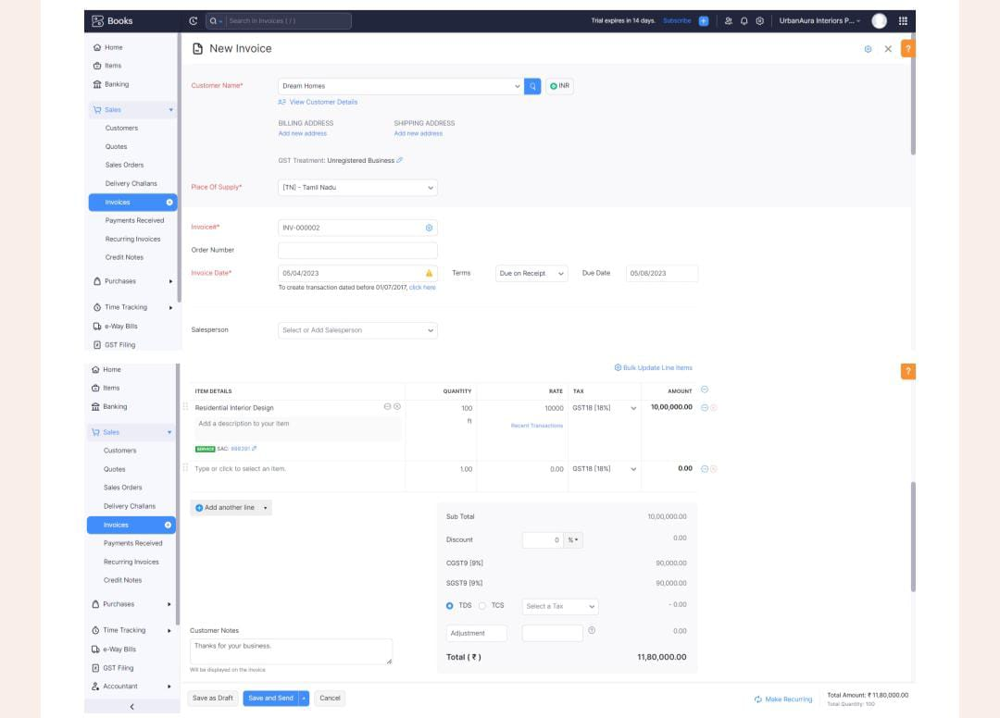 Books
Search in Invoices ( / )
Trial expires in 14 days. Subscribe
UrbanAura Interiors P...
Home
Items
Banking
Sales
Customers
Quotes
Sales Orders
Delivery Challans
Invoices
Payments Received
Recurring Invoices
Credit Notes
Purchases
Time Tracking
e-Way Bills
GST Filing
New Invoice
?
Customer Name*
Dream Homes
INR
View Customer Details
BILLING ADDRESS SHIPPING ADDRESS
Add new address Add new address
GST Treatment: Unregistered Business
Place Of Supply*
[TN] - Tamil Nadu
Invoice#*
INV-000002
Order Number
Invoice Date*
05/04/2023
Terms
Due on Receipt
Due Date
05/08/2023
To create transaction dated before 01/07/2017, click here
Salesperson
Select or Add Salesperson
Home
Items
Banking
Sales
Customers
Quotes
Sales Orders
Delivery Challans
Invoices
Payments Received
Recurring Invoices
Credit Notes
Purchases
Time Tracking
e-Way Bills
GST Filing
Accountant
Bulk Update Line Items
?
ITEM DETAILS QUANTITY RATE TAX AMOUNT
Residential Interior Design 100 10000 GST18 [18%] 10,00,000.00
ft
Add a description to your item
Recent Transactions
SERVICE SAC: 998391
Type or click to select an item. 1.00 0.00 GST18 [18%] 0.00
Add another line
Sub Total 10,00,000.00
Discount 0 % 0.00
CGST9 [9%] 90,000.00
SGST9 [9%] 90,000.00
TDS TCS Select a Tax - 0.00
Adjustment 0.00
Total ( ₹ ) 11,80,000.00
Customer Notes
Thanks for your business.
Will be displayed on the invoice
Save as Draft
Save and Send
Cancel
Make Recurring
Total Amount: ₹ 11,80,000.00
Total Quantity: 100